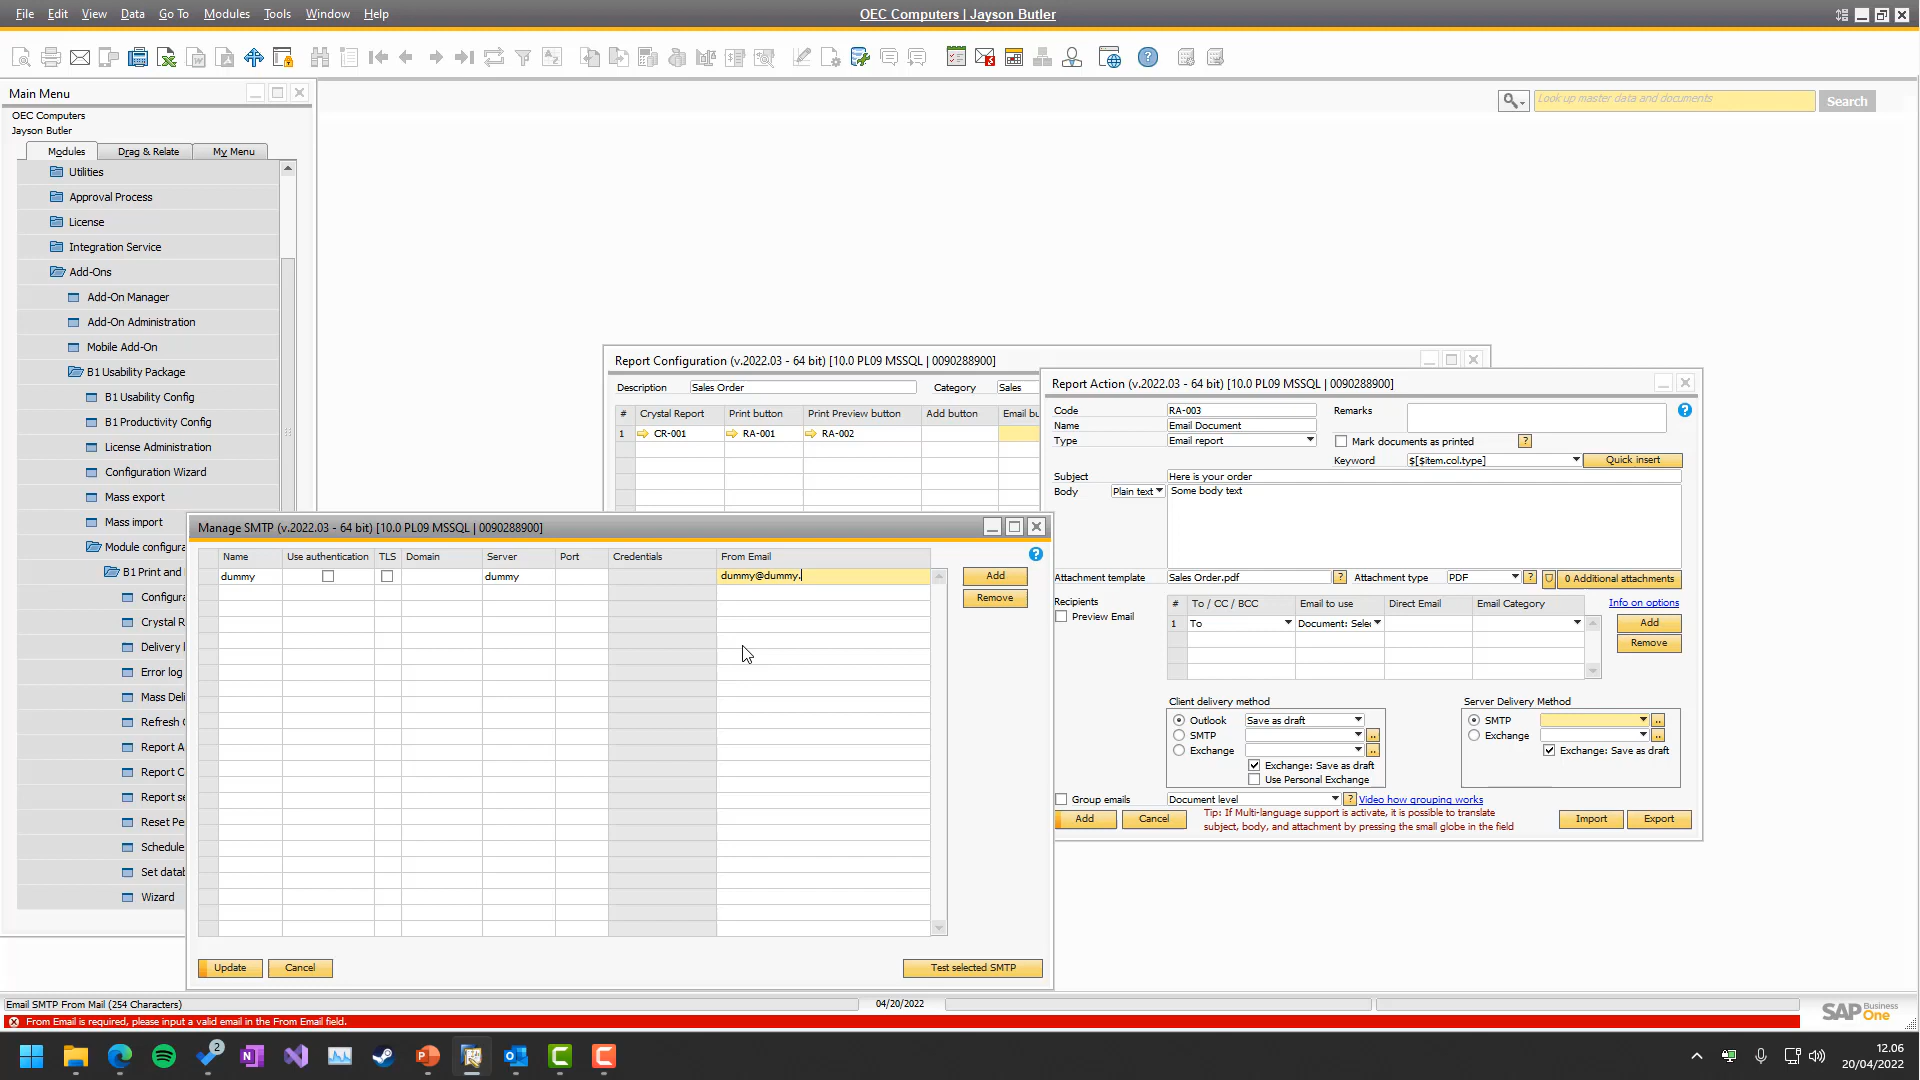 File Edit View Data Go To Modules Tools Window Help
OEC Computers | Jayson Butler
Look up master data and documents
Search
Main Menu
OEC Computers
Jayson Butler
Modules
Drag & Relate
My Menu
Utilities
Approval Process
License
Integration Service
Add-Ons
Add-On Manager
Add-On Administration
Mobile Add-On
B1 Usability Package
B1 Usability Config
B1 Productivity Config
License Administration
Configuration Wizard
Mass export
Mass import
Module configura
B1 Print and
Configura
Crystal R
Delivery
Error log
Mass Deli
Refresh
Report A
Report C
Report se
Reset Pe
Schedule
Set datab
Wizard
Report Configuration (v.2022.03 - 64 bit) [10.0 PL09 MSSQL | 0090288900]
Description Sales Order Category Sales
# Crystal Report Print button Print Preview button Add button Email bu
1 CR-001 RA-001 RA-002
Report Action (v.2022.03 - 64 bit) [10.0 PL09 MSSQL | 0090288900]
Code RA-003 Remarks
Name Email Document
Type Email report Mark documents as printed ?
Keyword $[$item.col.type] Quick insert
Subject Here is your order
Body Plain text Some body text
Attachment template Sales Order.pdf ? Attachment type PDF ? 0 Additional attachments
Recipients # To / CC / BCC Email to use Direct Email Email Category Info on options
Preview Email 1 To Document: Selec Add
Remove
Client delivery method Server Delivery Method
Outlook Save as draft SMTP ..
SMTP .. Exchange ..
Exchange .. Exchange: Save as draft
Exchange: Save as draft
Use Personal Exchange
Group emails Document level ? Video how grouping works
Add Cancel Tip: If Multi-language support is activate, it is possible to translate
subject, body, and attachment by pressing the small globe in the field
Import Export
Manage SMTP (v.2022.03 - 64 bit) [10.0 PL09 MSSQL | 0090288900]
Name Use authentication TLS Domain Server Port Credentials From Email
dummy dummy dummy@dummy.
Add
Remove
Update Cancel Test selected SMTP
Email SMTP From Mail (254 Characters) 04/20/2022
From Email is required, please input a valid email in the From Email field.
SAP Business One
2
12.06
20/04/2022